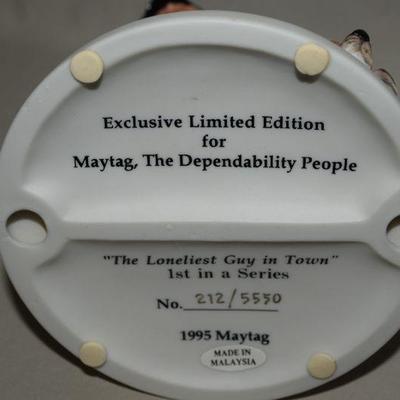 Exclusive Limited Edition
for
Maytag, The Dependability People
"The Loneliest Guy in Town"
1st in a Series
No. 212/5550
1995 Maytag
MADE IN
MALAYSIA